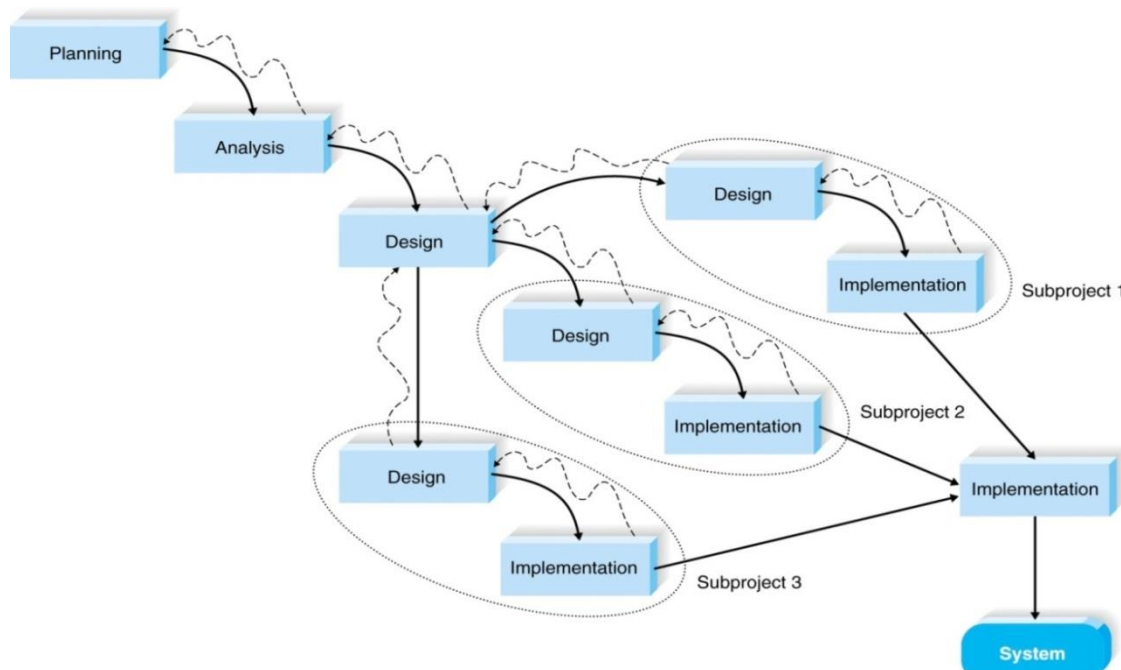 Planning
Analysis
Design
Design
Implementation
Subproject 1
Design
Implementation
Subproject 2
Design
Implementation
Subproject 3
Implementation
System